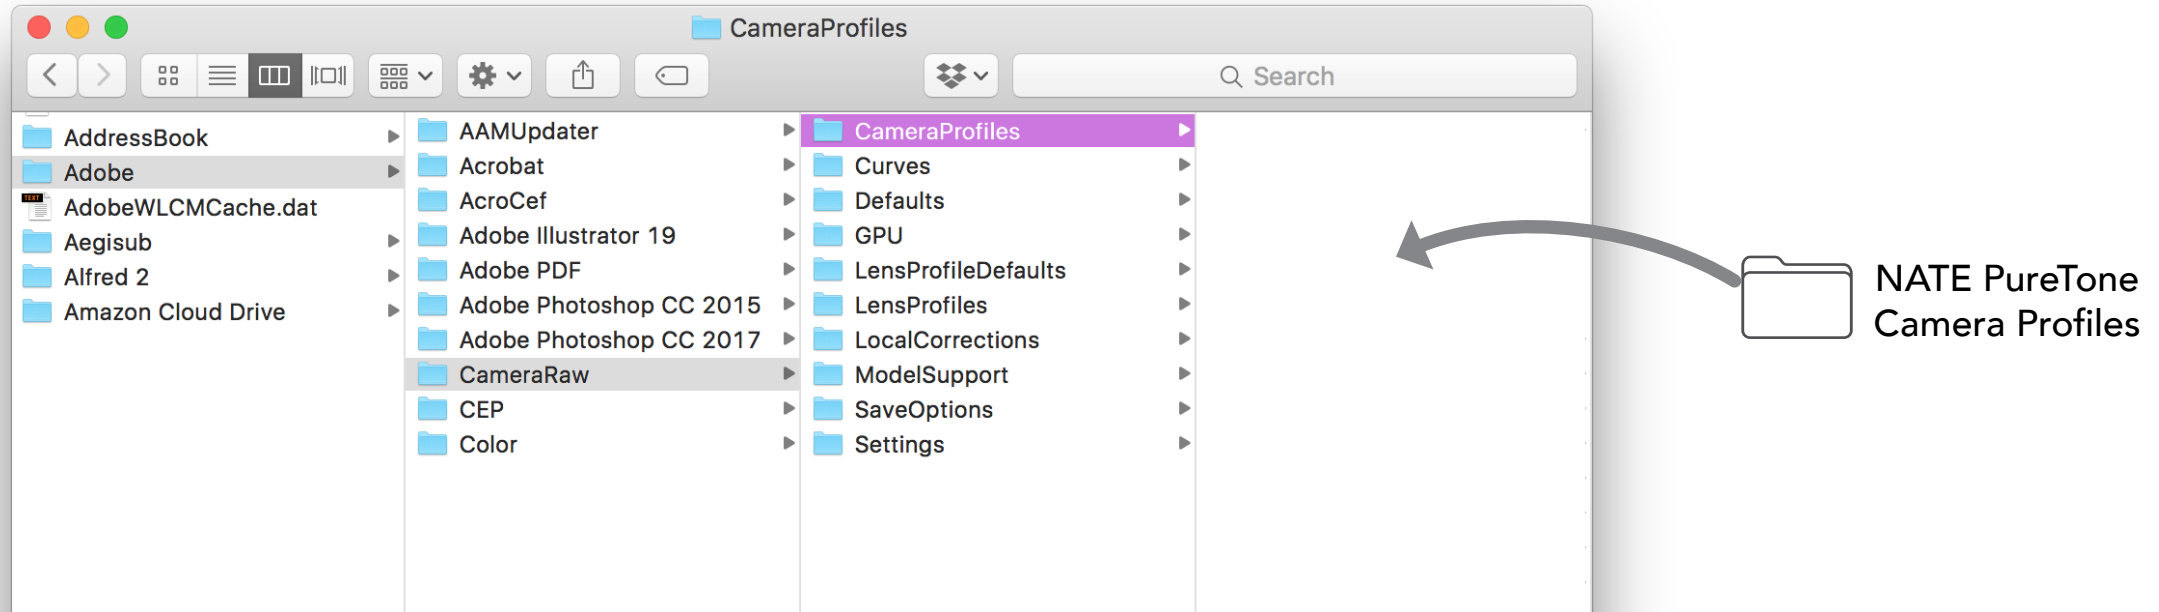 CameraProfiles
Search
AddressBook
Adobe
TEXT
AdobeWLCMCache.dat
Aegisub
Alfred 2
Amazon Cloud Drive
AAMUpdater
Acrobat
AcroCef
Adobe Illustrator 19
Adobe PDF
Adobe Photoshop CC 2015
Adobe Photoshop CC 2017
CameraRaw
CEP
Color
CameraProfiles
Curves
Defaults
GPU
LensProfileDefaults
LensProfiles
LocalCorrections
ModelSupport
SaveOptions
Settings
NATE PureTone
Camera Profiles